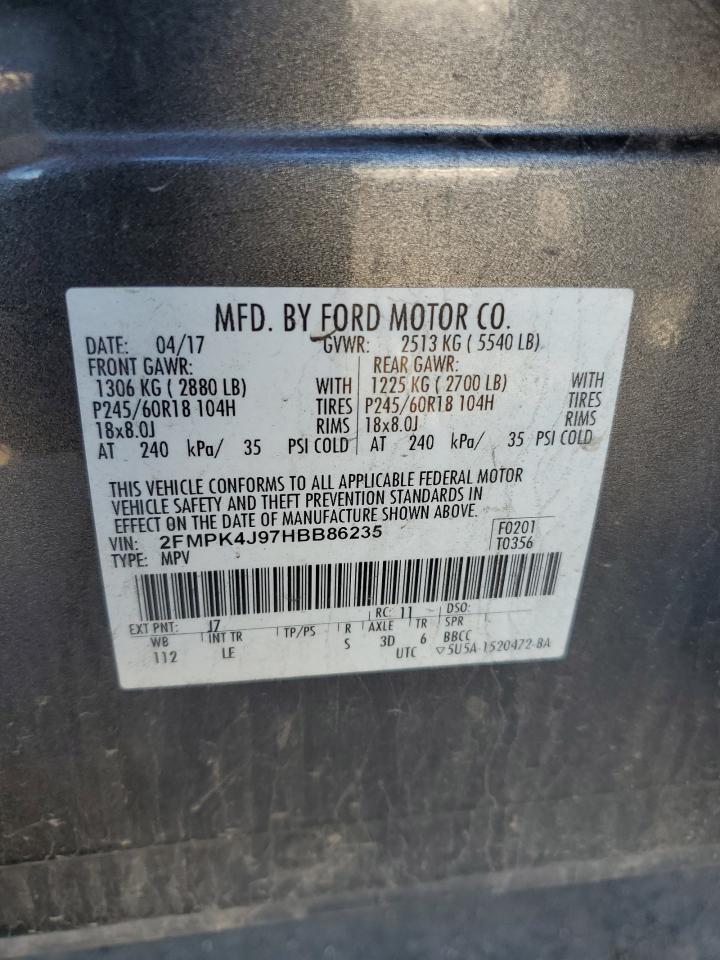 MFD. BY FORD MOTOR CO.
DATE: 04/17 GVWR: 2513 KG ( 5540 LB)
FRONT GAWR: REAR GAWR:
1306 KG ( 2880 LB) WITH 1225 KG ( 2700 LB) WITH
P245/60R18 104H TIRES P245/60R18 104H TIRES
18x8.0J RIMS 18x8.0J RIMS
AT 240 kPa/ 35 PSI COLD AT 240 kPa/ 35 PSI COLD
THIS VEHICLE CONFORMS TO ALL APPLICABLE FEDERAL MOTOR
VEHICLE SAFETY AND THEFT PREVENTION STANDARDS IN
EFFECT ON THE DATE OF MANUFACTURE SHOWN ABOVE.
VIN: 2FMPK4J97HBB86235 F0201
TYPE: MPV T0356
EXT PNT: J7 RC: 11 DSO:
WB INT TR TP/PS R AXLE TR SPR
112 LE S 3D 6 BBCC
UTC ▽5U5A-1520472-BA